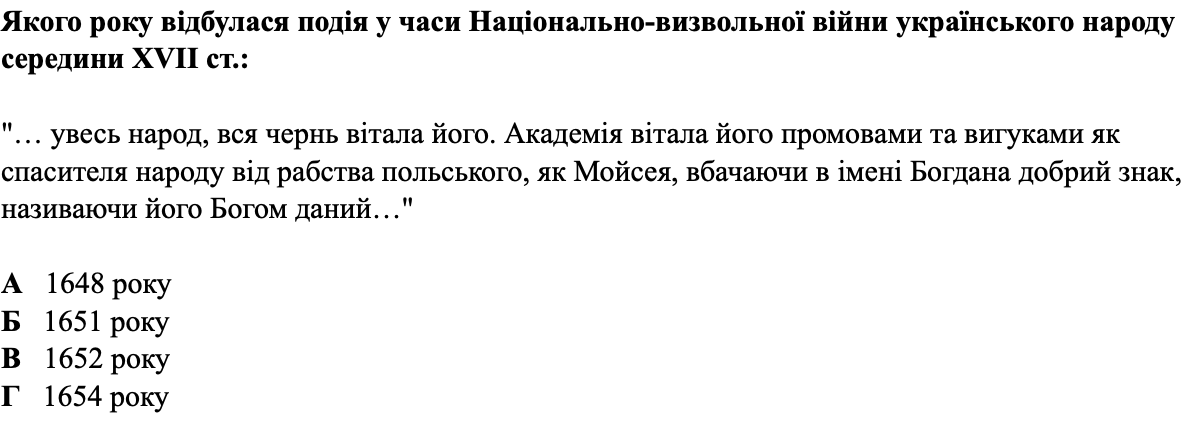 Якого року відбулася подія у часи Національно-визвольної війни українського народу
середини XVII ст.:
"… увесь народ, вся чернь вітала його. Академія вітала його промовами та вигуками як
спасителя народу від рабства польського, як Мойсея, вбачаючи в імені Богдана добрий знак,
називаючи його Богом даний…"
А 1648 року
Б 1651 року
В 1652 року
Г 1654 року